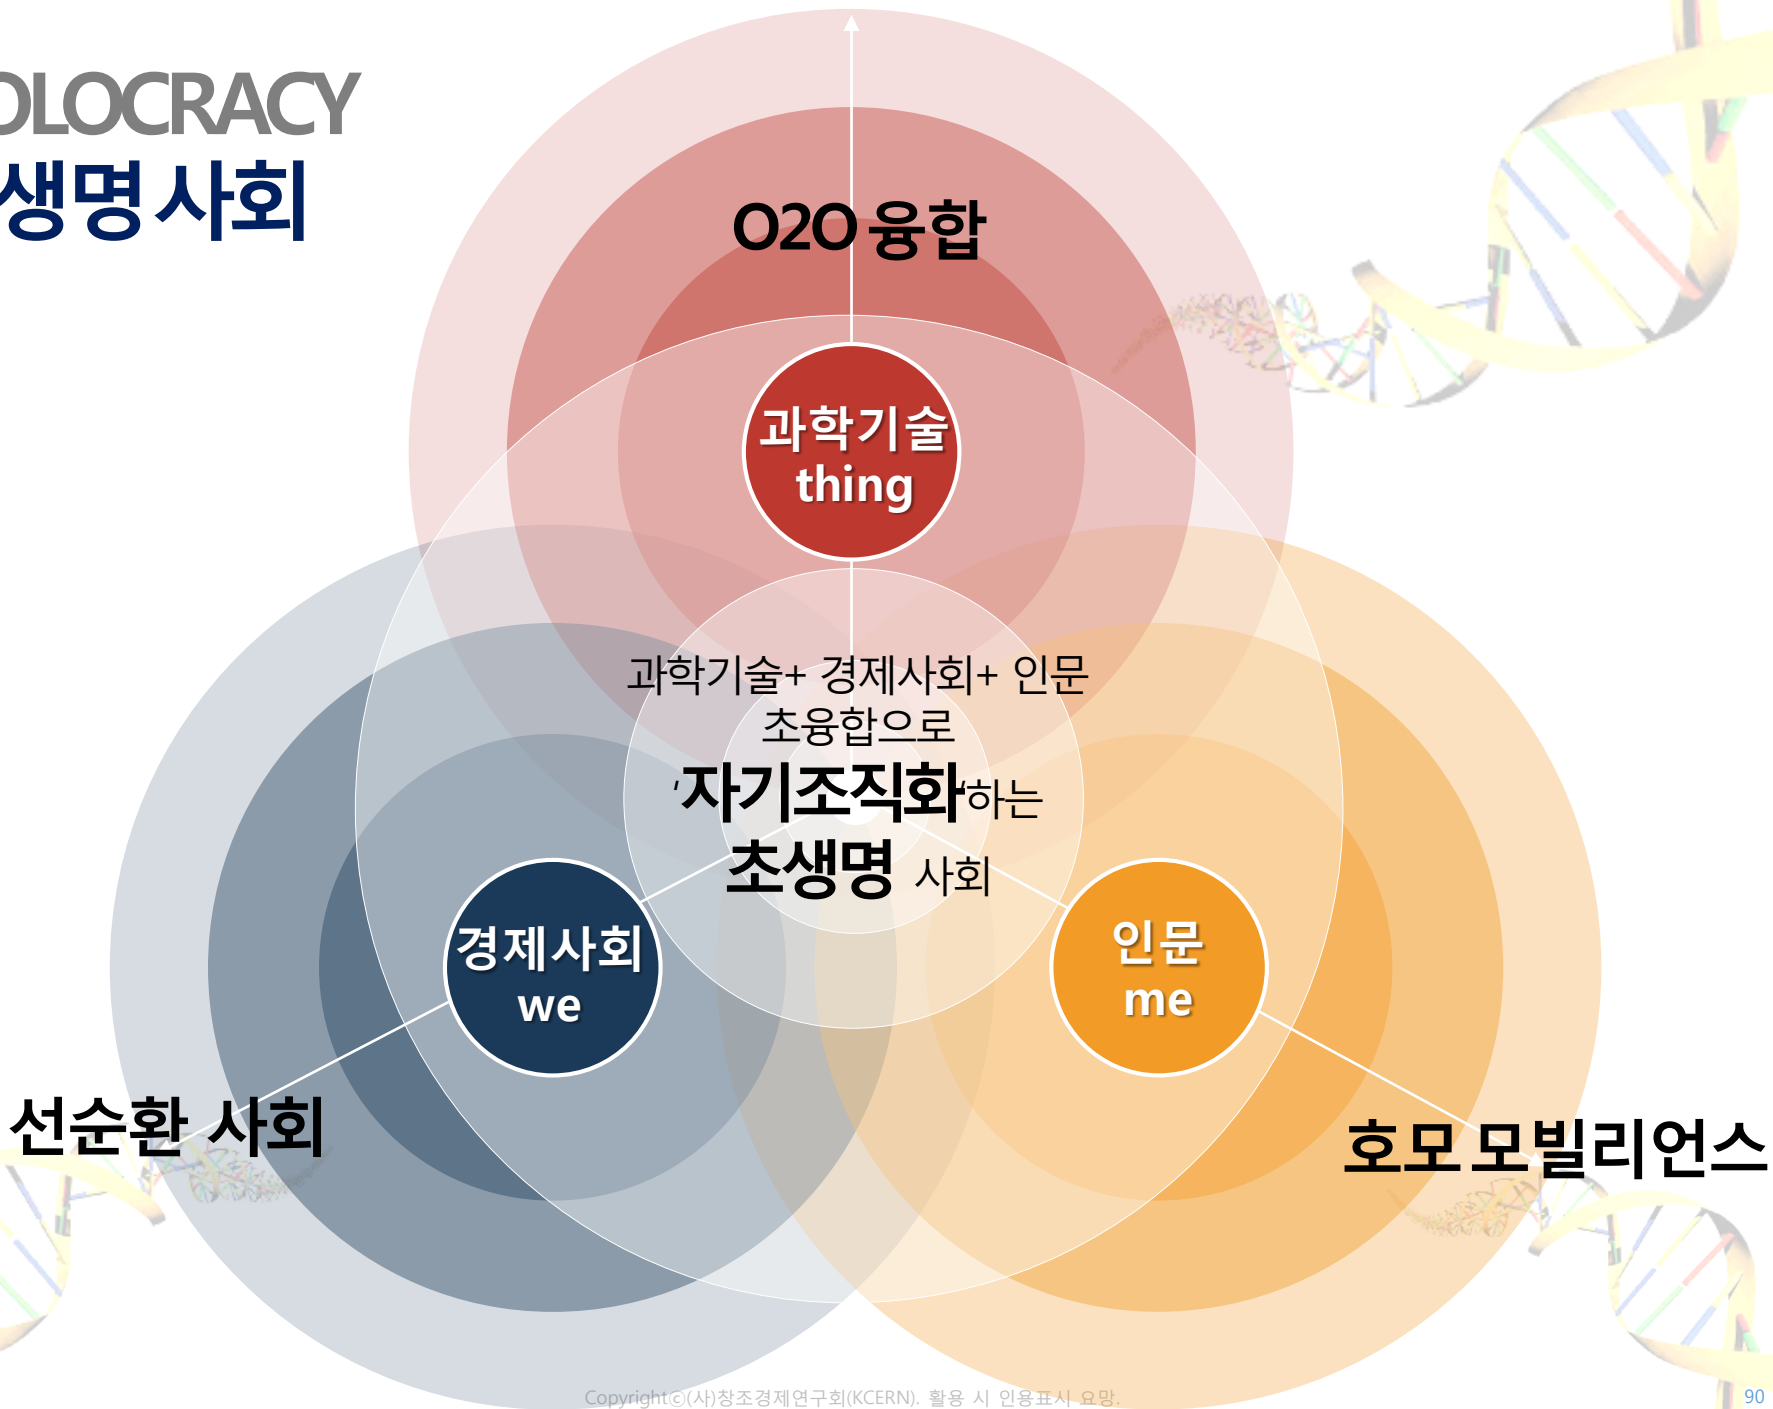 OLOCRACY
생명사회
O2O 융합
과학기술
thing
과학기술+ 경제사회+ 인문
초융합으로
'자기조직화'하는
초생명 사회
경제사회
we
인문
me
선순환 사회
호모 모빌리언스
Copyrightⓒ(사)창조경제연구회(KCERN). 활용 시 인용표시 요망.
90